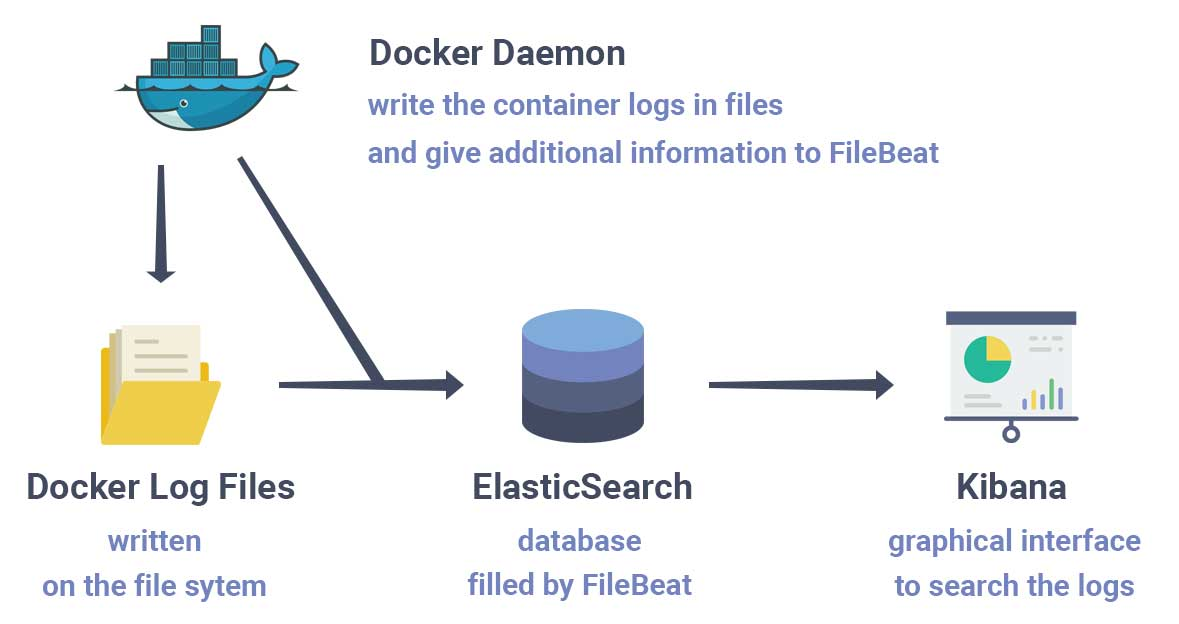 Docker Daemon
write the container logs in files
and give additional information to FileBeat
Docker Log Files
written
on the file sytem
ElasticSearch
database
filled by FileBeat
Kibana
graphical interface
to search the logs